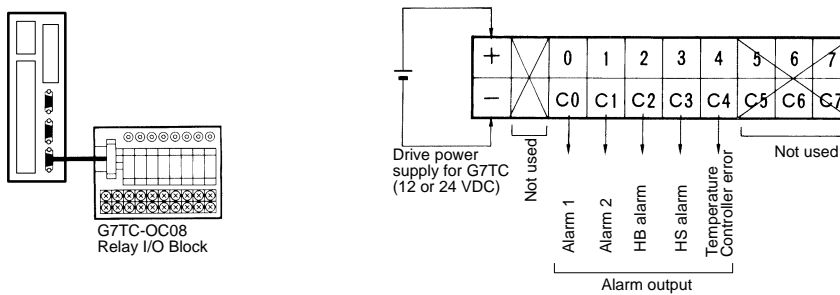 G7TC-OC08
Relay I/O Block
+ 0 1 2 3 4 5 6 7
− C0 C1 C2 C3 C4 C5 C6 C7
Drive power
supply for G7TC
(12 or 24 VDC)
Not used
Alarm 1
Alarm 2
HB alarm
HS alarm
Temperature
Controller error
Not used
Alarm output